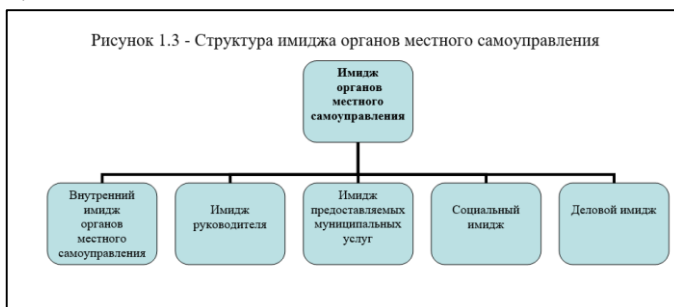 Рисунок 1.3 - Структура имиджа органов местного самоуправления
Имидж
органов
местного
самоуправления
Внутренний
имидж
органов
местного
самоуправления
Имидж
руководителя
Имидж
предоставляемых
муниципальных
услуг
Социальный
имидж
Деловой имидж